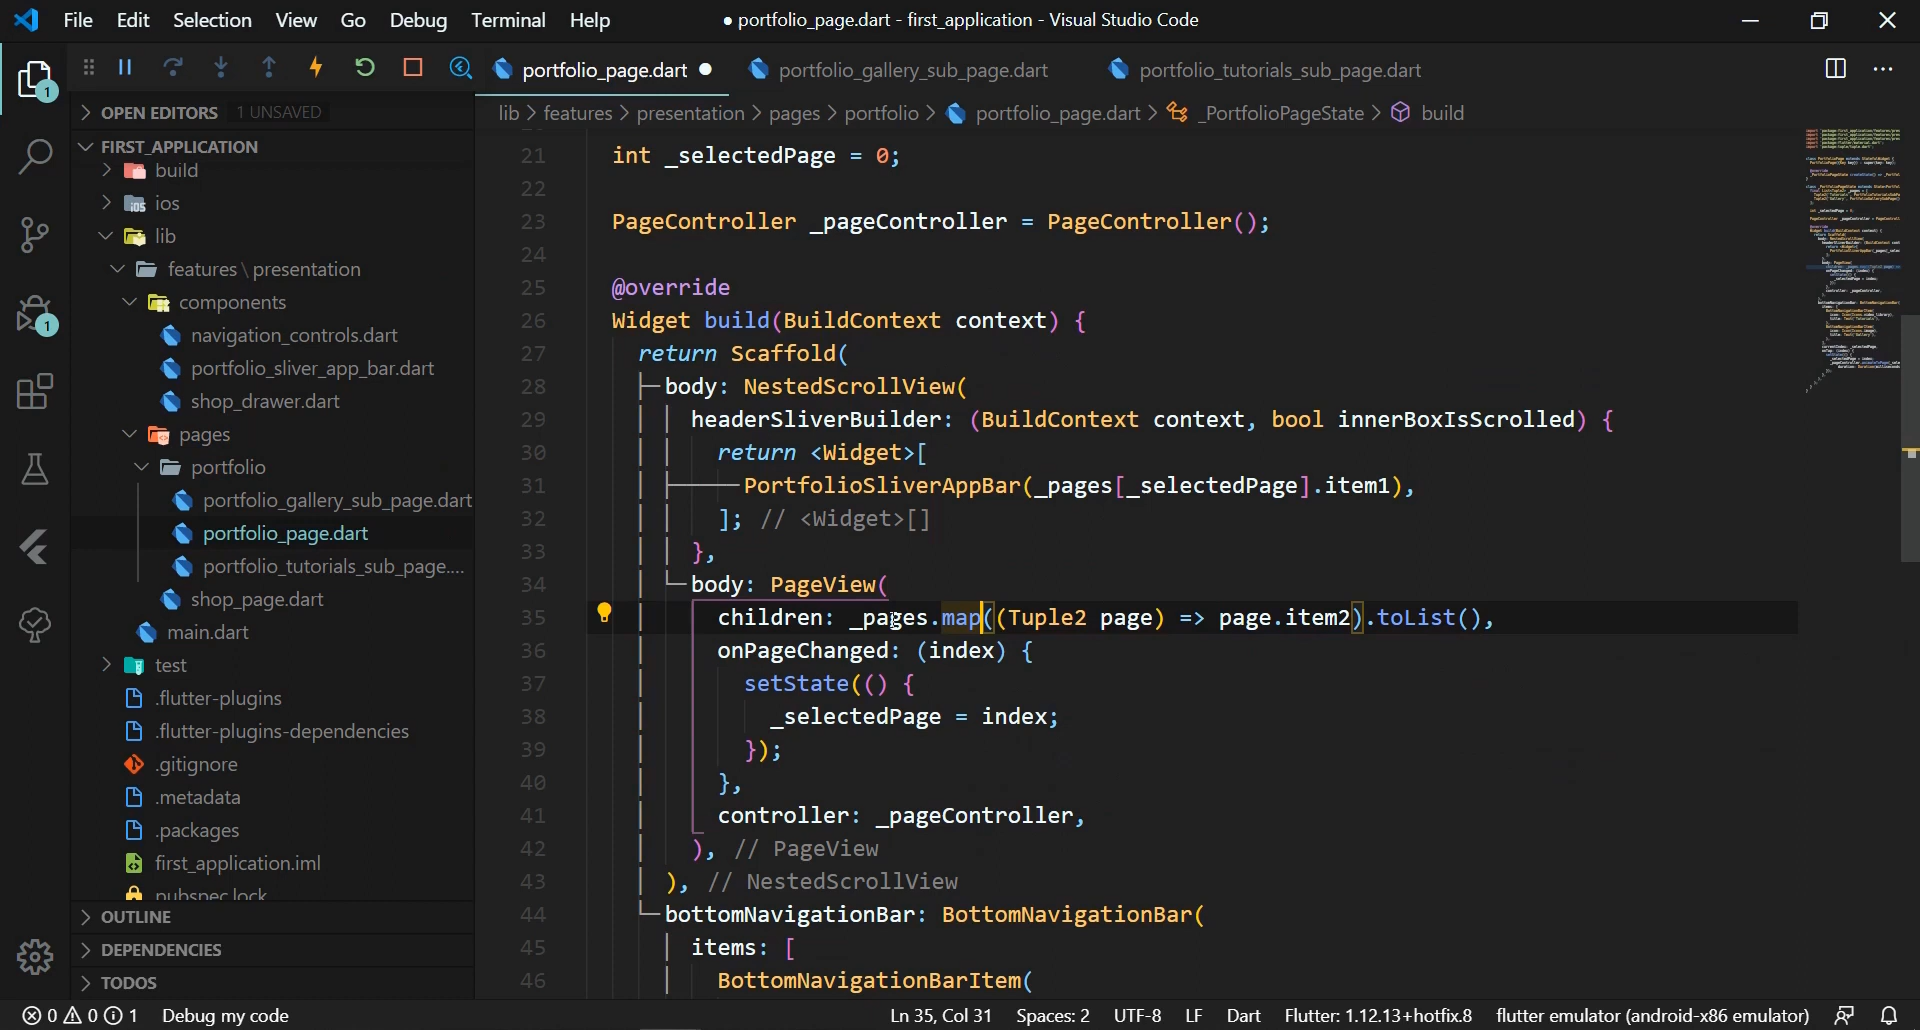 File Edit Selection View Go Debug Terminal Help
● portfolio_page.dart - first_application - Visual Studio Code
portfolio_page.dart ●
portfolio_gallery_sub_page.dart
portfolio_tutorials_sub_page.dart
1
OPEN EDITORS 1 UNSAVED
lib > features > presentation > pages > portfolio > portfolio_page.dart > _PortfolioPageState > build
FIRST_APPLICATION
build
ios
lib
features \ presentation
components
navigation_controls.dart
portfolio_sliver_app_bar.dart
shop_drawer.dart
pages
portfolio
portfolio_gallery_sub_page.dart
portfolio_page.dart
portfolio_tutorials_sub_page....
shop_page.dart
main.dart
test
.flutter-plugins
.flutter-plugins-dependencies
.gitignore
.metadata
.packages
first_application.iml
pubspec.lock
OUTLINE
DEPENDENCIES
TODOS
1
21 int _selectedPage = 0;
22
23 PageController _pageController = PageController();
24
25 @override
26 Widget build(BuildContext context) {
27 return Scaffold(
28 body: NestedScrollView(
29 headerSliverBuilder: (BuildContext context, bool innerBoxIsScrolled) {
30 return <Widget>[
31 PortfolioSliverAppBar(_pages[_selectedPage].item1),
32 ]; // <Widget>[]
33 },
34 body: PageView(
35 children: _pages.map((Tuple2 page) => page.item2).toList(),
36 onPageChanged: (index) {
37 setState(() {
38 _selectedPage = index;
39 });
40 },
41 controller: _pageController,
42 ), // PageView
43 ), // NestedScrollView
44 bottomNavigationBar: BottomNavigationBar(
45 items: [
46 BottomNavigationBarItem(
0 0 1 Debug my code
Ln 35, Col 31 Spaces: 2 UTF-8 LF Dart Flutter: 1.12.13+hotfix.8 flutter emulator (android-x86 emulator)